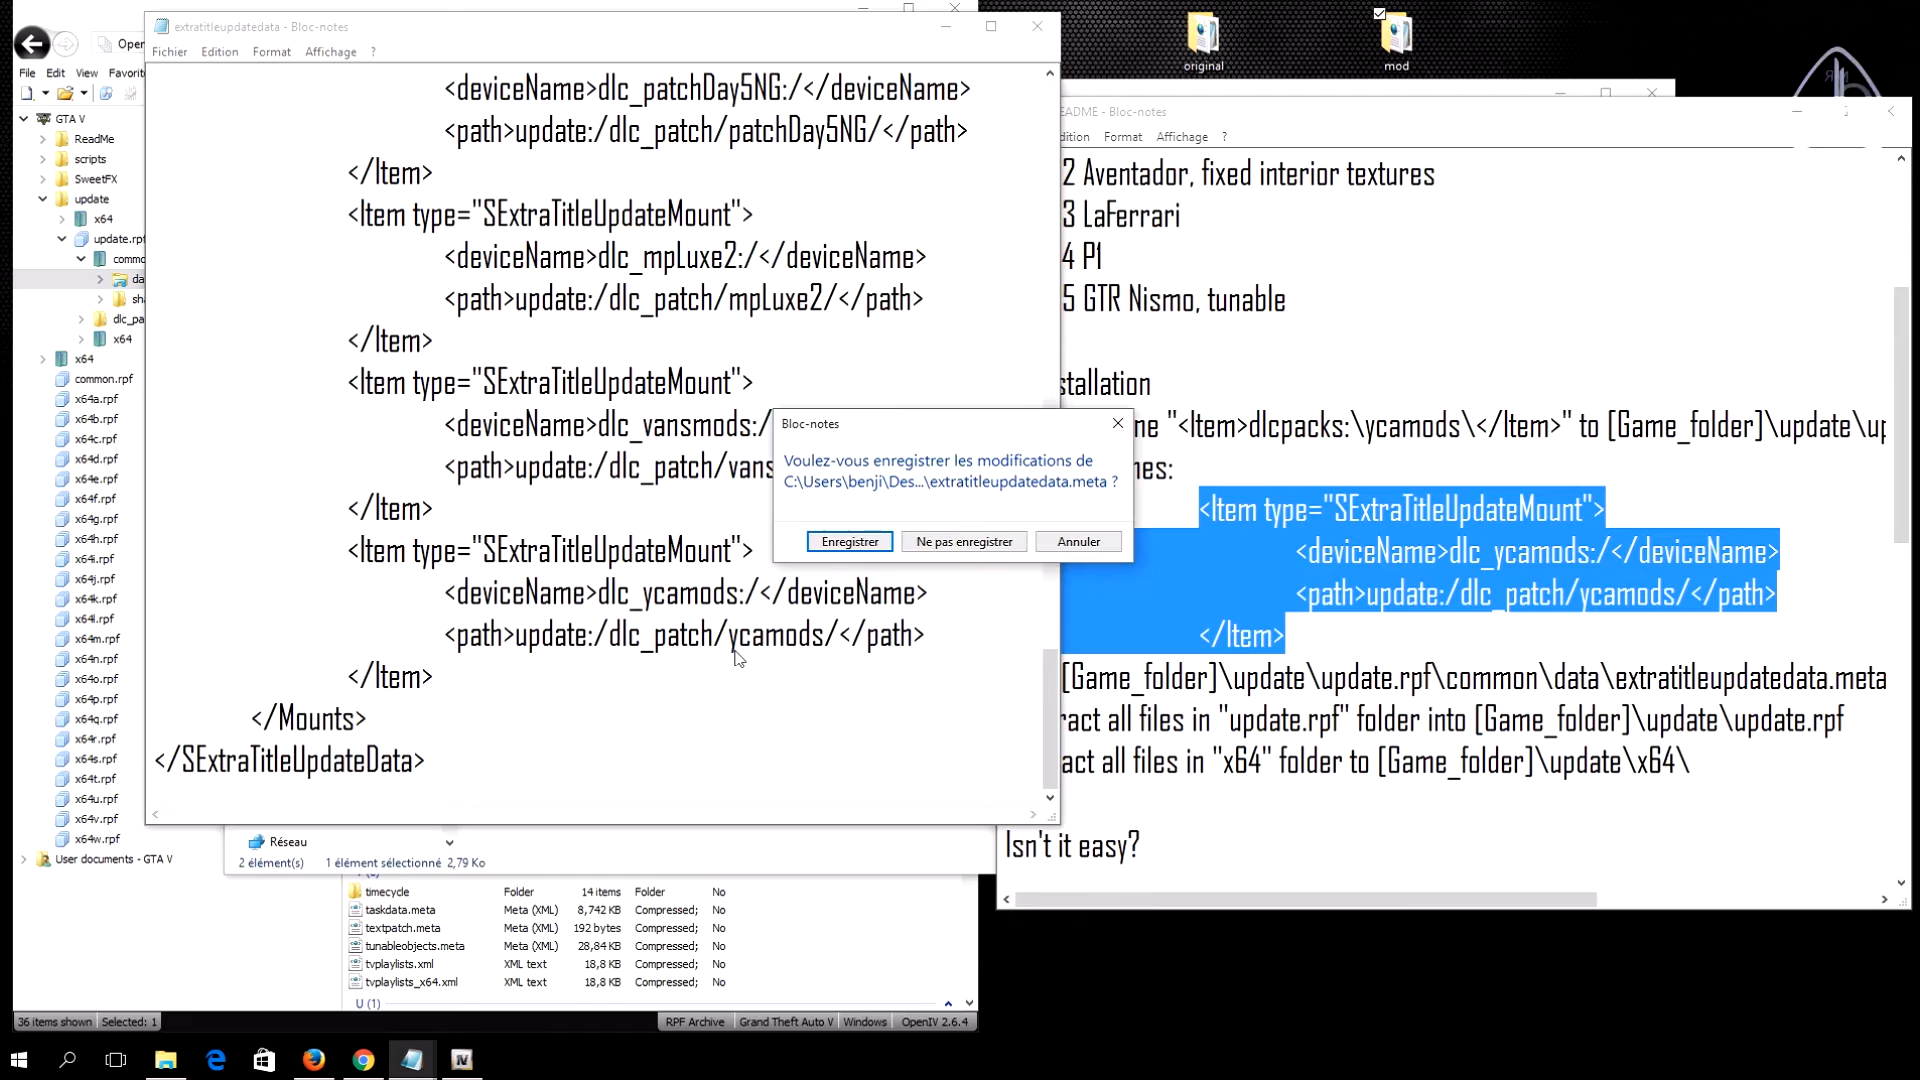 extratitleupdatedata - Bloc-notes
Fichier Edition Format Affichage ?
<deviceName>dlc_patchDay5NG:/</deviceName>
<path>update:/dlc_patch/patchDay5NG/</path>
</Item>
<Item type="SExtraTitleUpdateMount">
<deviceName>dlc_mpLuxe2:/</deviceName>
<path>update:/dlc_patch/mpLuxe2/</path>
</Item>
<Item type="SExtraTitleUpdateMount">
<deviceName>dlc_vansmods:/
<path>update:/dlc_patch/vans
</Item>
<Item type="SExtraTitleUpdateMount">
<deviceName>dlc_ycamods:/</deviceName>
<path>update:/dlc_patch/ycamods/</path>
</Item>
</Mounts>
</SExtraTitleUpdateData>
Bloc-notes
Voulez-vous enregistrer les modifications de
C:\Users\benji\Des...\extratitleupdatedata.meta ?
Enregistrer Ne pas enregistrer Annuler
original
mod
EADME - Bloc-notes
dition Format Affichage ?
2 Aventador, fixed interior textures
3 LaFerrari
4 P1
5 GTR Nismo, tunable
stallation
ne "<Item>dlcpacks:\ycamods\</Item>" to [Game_folder]\update\up
nes:
<Item type="SExtraTitleUpdateMount">
<deviceName>dlc_ycamods:/</deviceName>
<path>update:/dlc_patch/ycamods/</path>
</Item>
[Game_folder]\update\update.rpf\common\data\extratitleupdatedata.meta
ract all files in "update.rpf" folder into [Game_folder]\update\update.rpf
act all files in "x64" folder to [Game_folder]\update\x64\
Isn't it easy?
Open
File Edit View Favorit
GTA V
ReadMe
scripts
SweetFX
update
x64
update.rpf
commo
da
sha
dlc_pa
x64
x64
common.rpf
x64a.rpf
x64b.rpf
x64c.rpf
x64d.rpf
x64e.rpf
x64f.rpf
x64g.rpf
x64h.rpf
x64i.rpf
x64j.rpf
x64k.rpf
x64l.rpf
x64m.rpf
x64n.rpf
x64o.rpf
x64p.rpf
x64q.rpf
x64r.rpf
x64s.rpf
x64t.rpf
x64u.rpf
x64v.rpf
x64w.rpf
User documents - GTA V
Réseau
2 élément(s) 1 élément sélectionné 2,79 Ko
timecycle Folder 14 items Folder No
taskdata.meta Meta (XML) 8,742 KB Compressed; No
textpatch.meta Meta (XML) 192 bytes Compressed; No
tunableobjects.meta Meta (XML) 28,84 KB Compressed; No
tvplaylists.xml XML text 18,8 KB Compressed; No
tvplaylists_x64.xml XML text 18,8 KB Compressed; No
U (1)
36 items shown Selected: 1 RPF Archive Grand Theft Auto V Windows OpenIV 2.6.4
IV